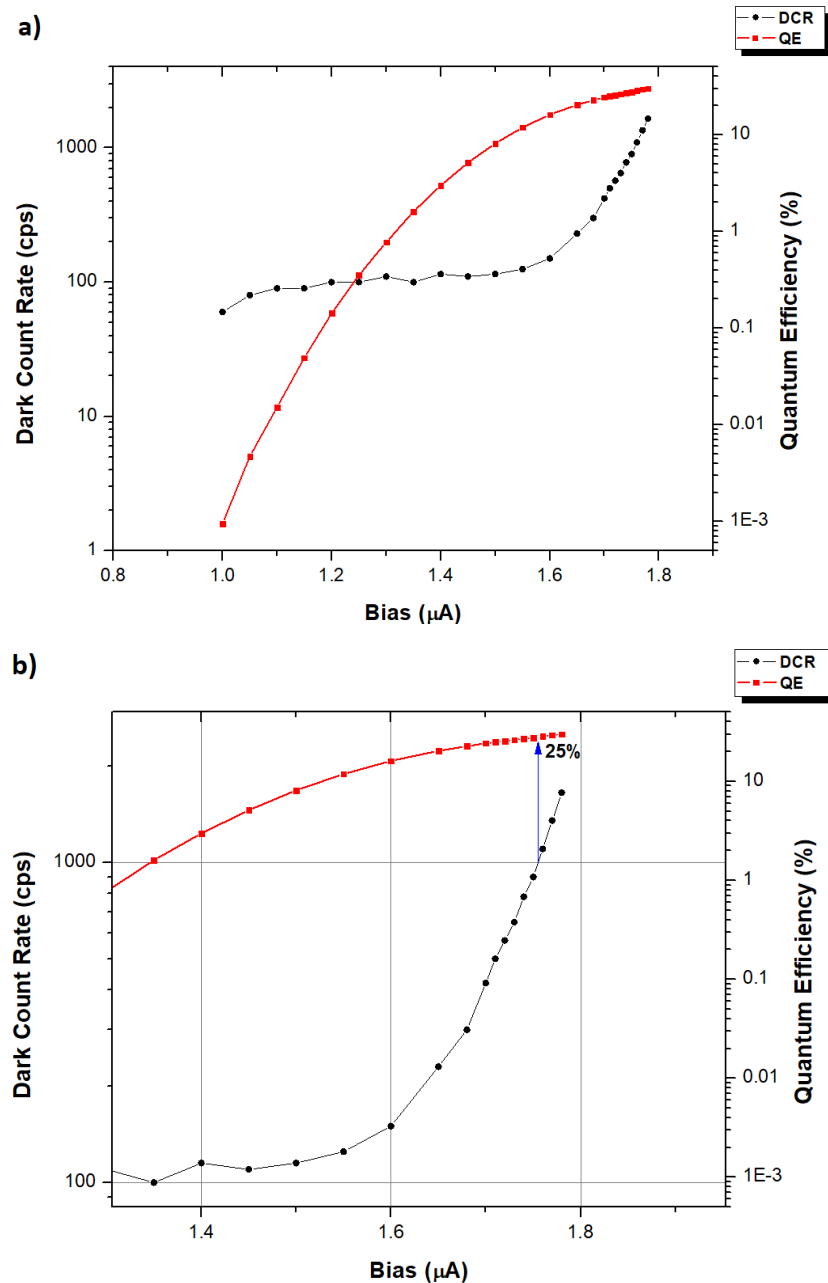 a)
DCR
QE
Dark Count Rate (cps)
1000
100
10
1
Quantum Efficiency (%)
10
1
0.1
0.01
1E-3
0.8
1.0
1.2
1.4
1.6
1.8
Bias (μA)
b)
DCR
QE
25%
Dark Count Rate (cps)
1000
100
Quantum Efficiency (%)
10
1
0.1
0.01
1E-3
1.4
1.6
1.8
Bias (μA)